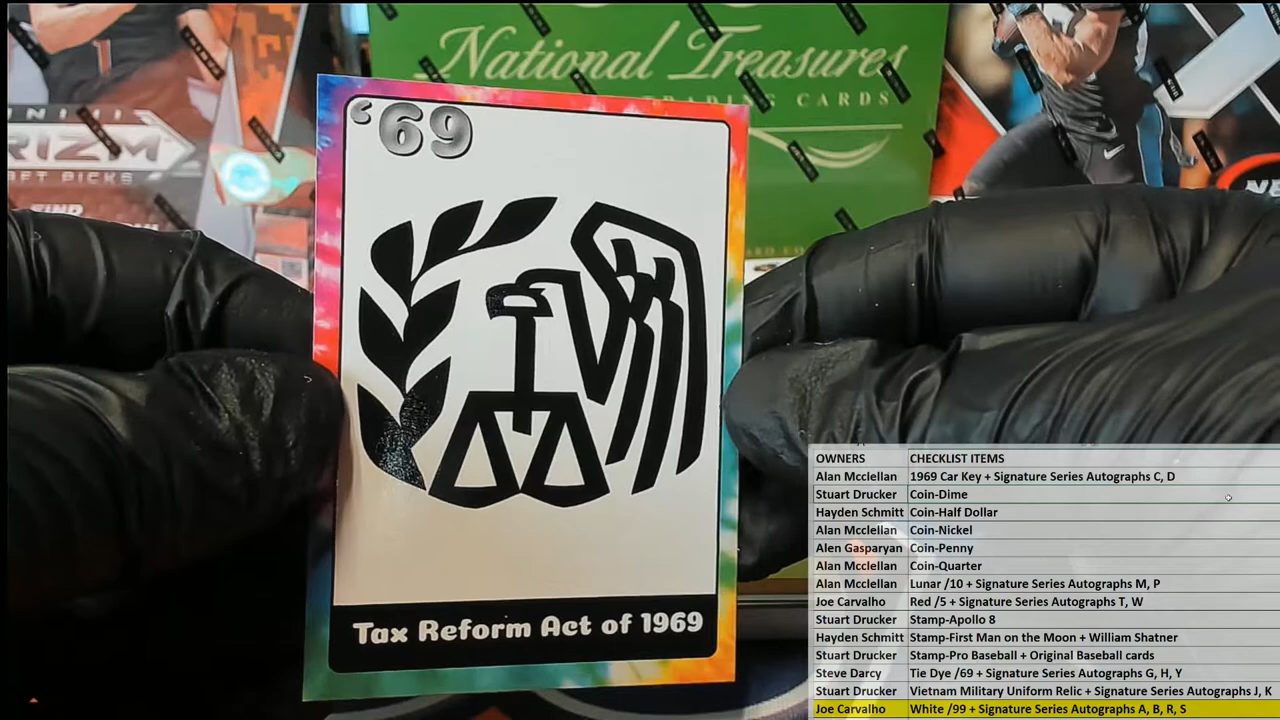 National Treasures
TRADING CARDS
RIZM
FT PICKS
‘69
Tax Reform Act of 1969
OWNERS CHECKLIST ITEMS
Alan Mcclellan 1969 Car Key + Signature Series Autographs C, D
Stuart Drucker Coin-Dime
Hayden Schmitt Coin-Half Dollar
Alan Mcclellan Coin-Nickel
Alen Gasparyan Coin-Penny
Alan Mcclellan Coin-Quarter
Alan Mcclellan Lunar /10 + Signature Series Autographs M, P
Joe Carvalho Red /5 + Signature Series Autographs T, W
Stuart Drucker Stamp-Apollo 8
Hayden Schmitt Stamp-First Man on the Moon + William Shatner
Stuart Drucker Stamp-Pro Baseball + Original Baseball cards
Steve Darcy Tie Dye /69 + Signature Series Autographs G, H, Y
Stuart Drucker Vietnam Military Uniform Relic + Signature Series Autographs J, K
Joe Carvalho White /99 + Signature Series Autographs A, B, R, S